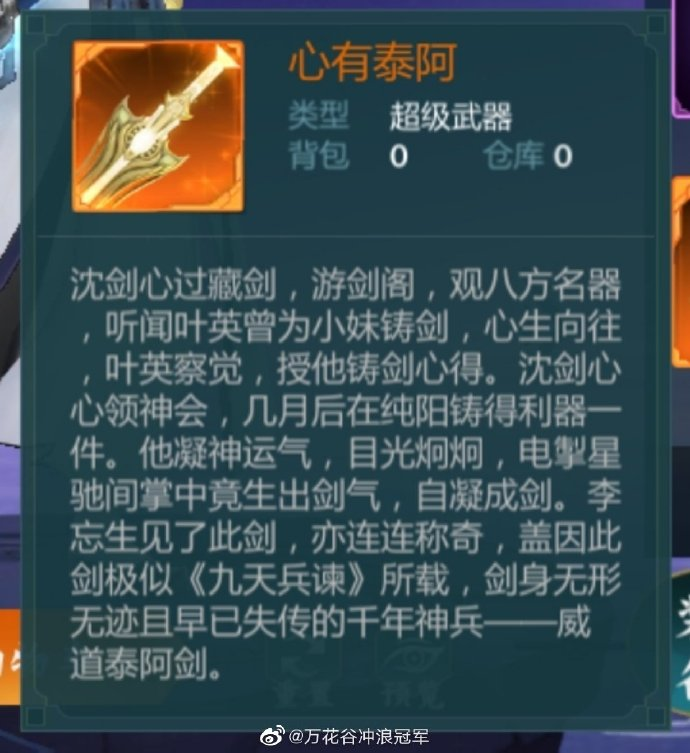 心有泰阿
类型 超级武器
背包 0 仓库 0
沈剑心过藏剑，游剑阁，观八方名器
，听闻叶英曾为小妹铸剑，心生向往
，叶英察觉，授他铸剑心得。沈剑心
心领神会，几月后在纯阳铸得利器一
件。他凝神运气，目光炯炯，电掣星
驰间掌中竟生出剑气，自凝成剑。李
忘生见了此剑，亦连连称奇，盖因此
剑极似《九天兵谏》所载，剑身无形
无迹且早已失传的千年神兵——威
道泰阿剑。
重置 预览
@万花谷冲浪冠军